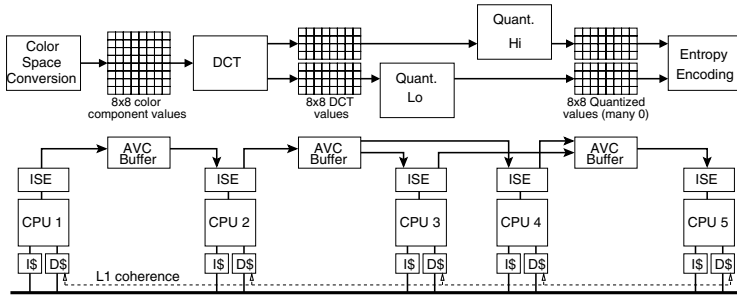 Color
Space
Conversion
8x8 color
component values
DCT
8x8 DCT
values
Quant.
Lo
Quant.
Hi
8x8 Quantized
values (many 0)
Entropy
Encoding
AVC
Buffer
AVC
Buffer
AVC
Buffer
ISE
ISE
ISE
ISE
ISE
CPU 1
CPU 2
CPU 3
CPU 4
CPU 5
I$ D$
I$ D$
I$ D$
I$ D$
I$ D$
L1 coherence